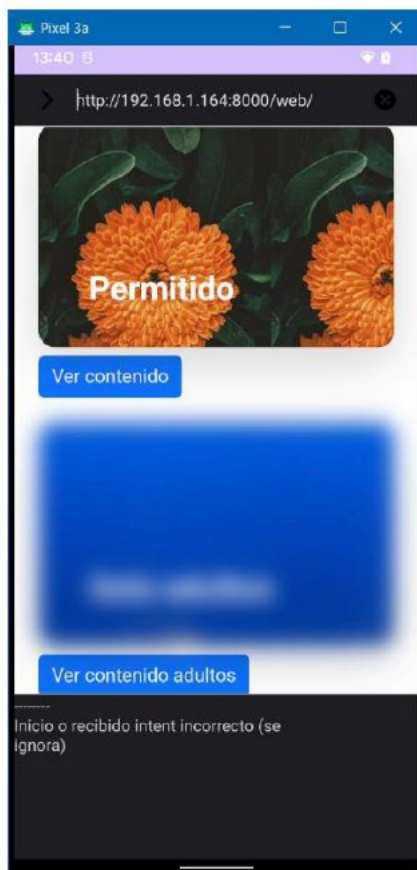 Pixel 3a
13:40
http://192.168.1.164:8000/web/
Permitido
Ver contenido
Ver contenido adultos
--------
Inicio o recibido intent incorrecto (se
ignora)